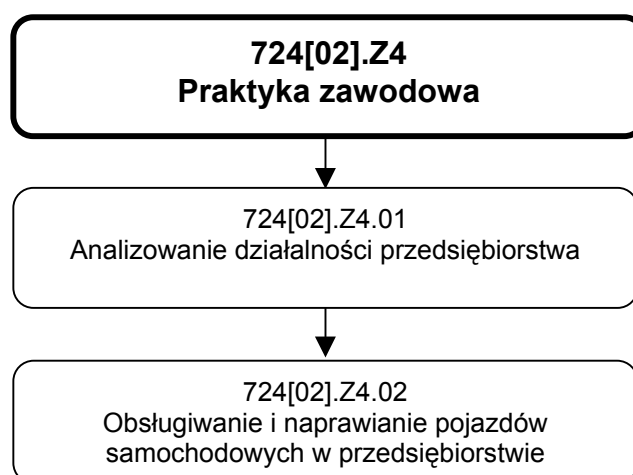 724[02].Z4
Praktyka zawodowa
724[02].Z4.01
Analizowanie działalności przedsiębiorstwa
724[02].Z4.02
Obsługiwanie i naprawianie pojazdów
samochodowych w przedsiębiorstwie